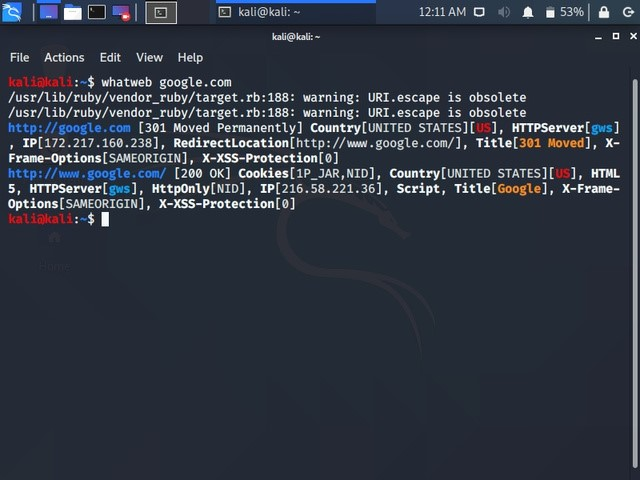 kali@kali: ~
12:11 AM
53%
kali@kali: ~
File Actions Edit View Help
kali@kali:~$ whatweb google.com
/usr/lib/ruby/vendor_ruby/target.rb:188: warning: URI.escape is obsolete
/usr/lib/ruby/vendor_ruby/target.rb:188: warning: URI.escape is obsolete
http://google.com [301 Moved Permanently] Country[UNITED STATES][US], HTTPServer[gws]
, IP[172.217.160.238], RedirectLocation[http://www.google.com/], Title[301 Moved], X-
Frame-Options[SAMEORIGIN], X-XSS-Protection[0]
http://www.google.com/ [200 OK] Cookies[1P_JAR,NID], Country[UNITED STATES][US], HTML
5, HTTPServer[gws], HttpOnly[NID], IP[216.58.221.36], Script, Title[Google], X-Frame-
Options[SAMEORIGIN], X-XSS-Protection[0]
kali@kali:~$
Home